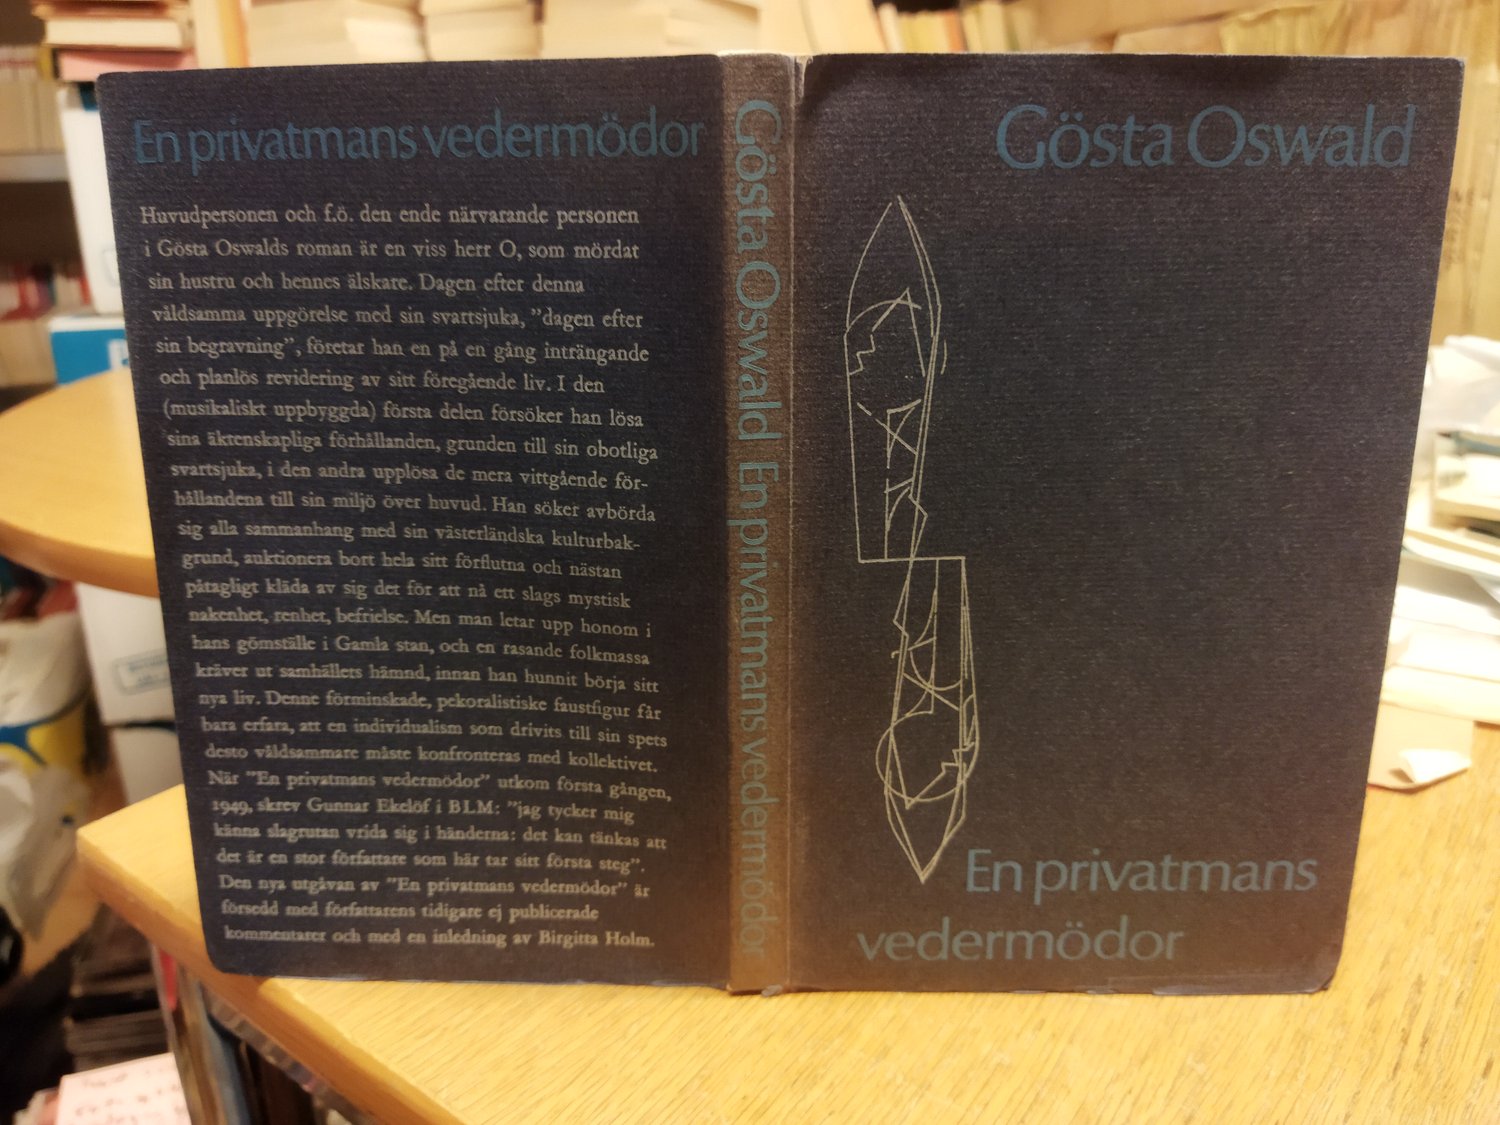 En privatmans vedermödor
Huvudpersonen och f.ö. den ende närvarande personen
i Gösta Oswalds roman är en viss herr O, som mördat
sin hustru och hennes älskare. Dagen efter denna
våldsamma uppgörelse med sin svartsjuka, ”dagen efter
sin begravning”, företar han en på en gång inträngande
och planlös revidering av sitt föregående liv. I den
(musikaliskt uppbyggda) första delen försöker han lösa
sina äktenskapliga förhållanden, grunden till sin obotliga
svartsjuka, i den andra upplösa de mera vittgående för-
hållandena till sin miljö över huvud. Han söker avbörda
sig alla sammanhang med sin västerländska kulturbak-
grund, auktionera bort hela sitt förflutna och nästan
påtagligt kläda av sig det för att nå ett slags mystisk
nakenhet, renhet, befrielse. Men man letar upp honom i
hans gömställe i Gamla stan, och en rasande folkmassa
kräver ut samhällets hämnd, innan han hunnit börja sitt
nya liv. Denne förminskade, pekoralistiske faustfigur får
bara erfara, att en individualism som drivits till sin spets
desto våldsammare måste konfronteras med kollektivet.
När ”En privatmans vedermödor” utkom första gången,
1949, skrev Gunnar Ekelöf i BLM: ”jag tycker mig
känna slagrutan vrida sig i händerna: det kan tänkas att
det är en stor författare som här tar sitt första steg”.
Den nya utgåvan av ”En privatmans vedermödor” är
försedd med författarens tidigare ej publicerade
kommentarer och med en inledning av Birgitta Holm.
Gösta Oswald En privatmans vedermödor
Gösta Oswald
En privatmans
vedermödor